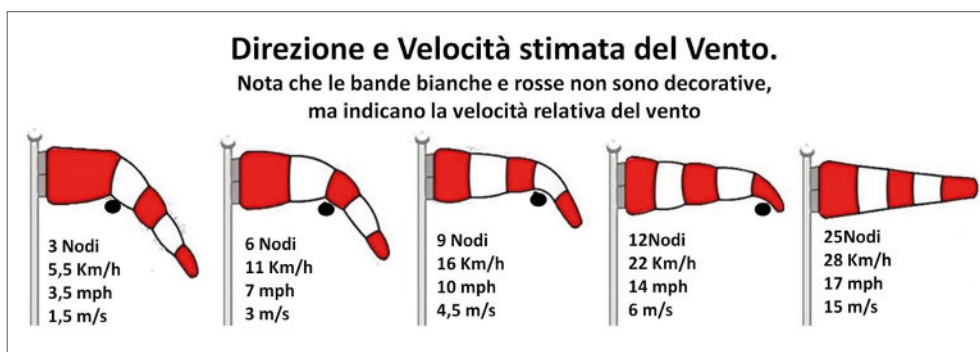 Direzione e Velocità stimata del Vento.
Nota che le bande bianche e rosse non sono decorative,
ma indicano la velocità relativa del vento
3 Nodi
5,5 Km/h
3,5 mph
1,5 m/s
6 Nodi
11 Km/h
7 mph
3 m/s
9 Nodi
16 Km/h
10 mph
4,5 m/s
12Nodi
22 Km/h
14 mph
6 m/s
25Nodi
28 Km/h
17 mph
15 m/s